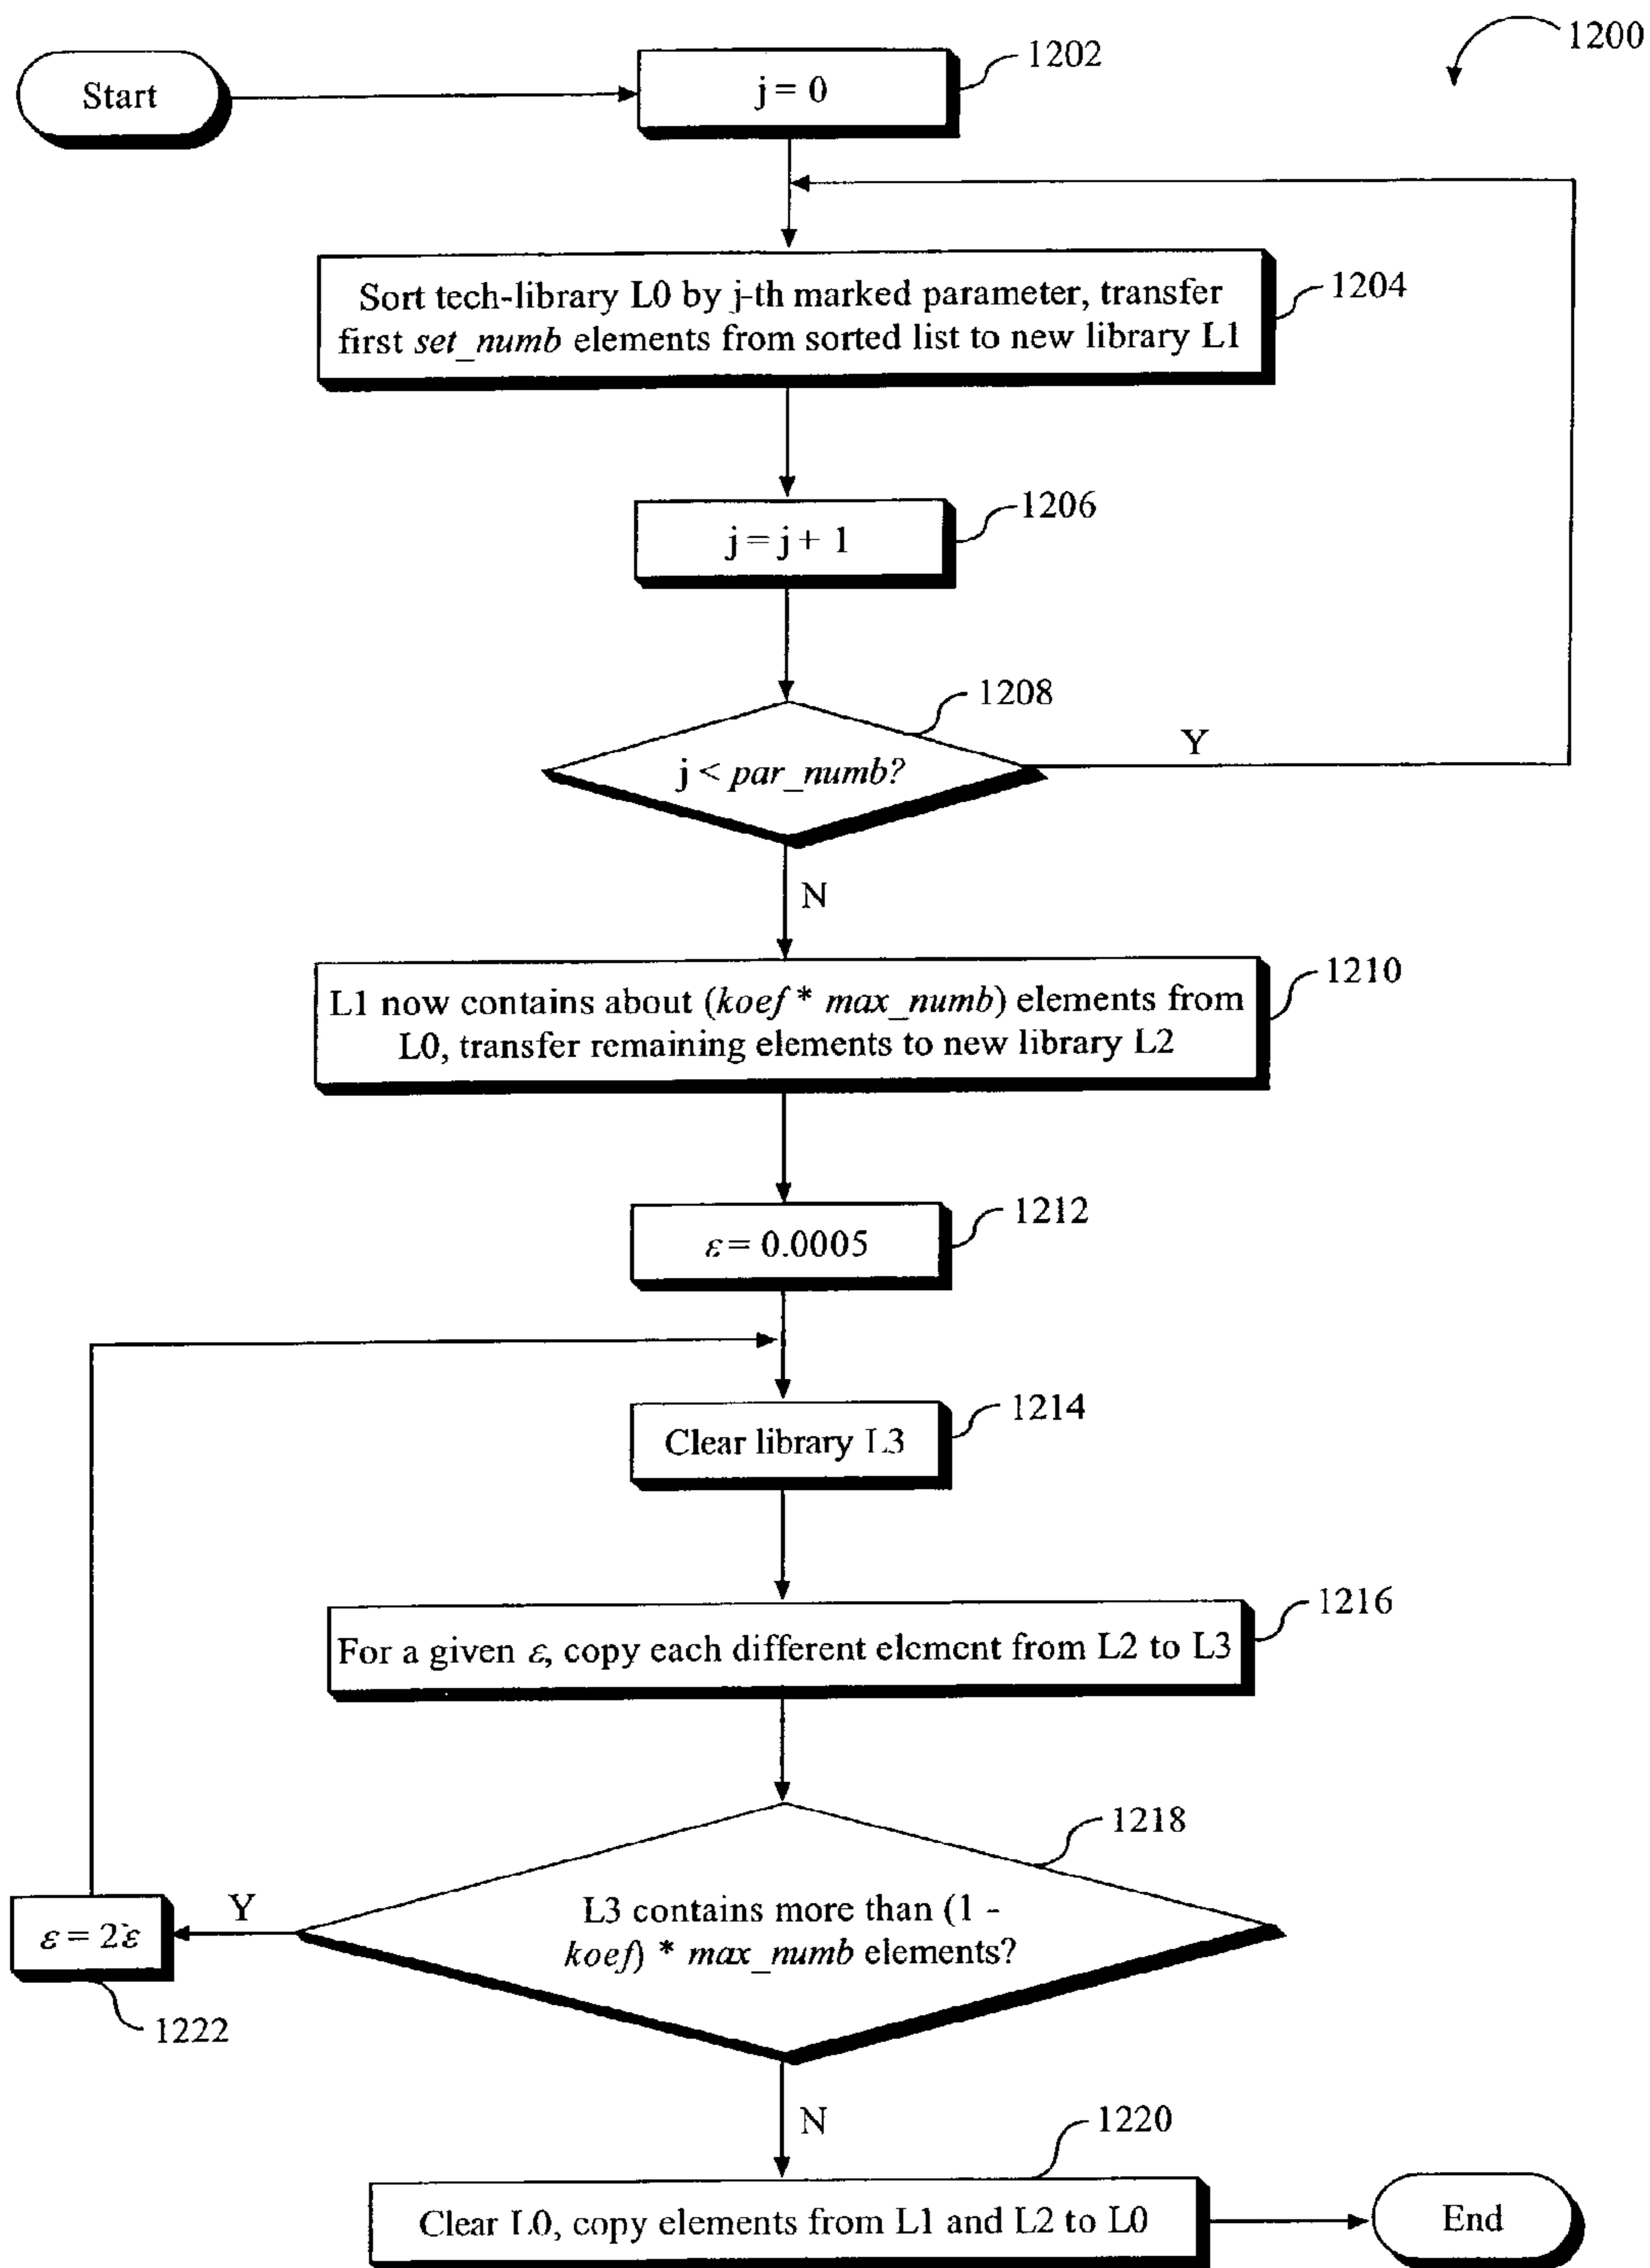 1200
Start
1202
j = 0
1204
Sort tech-library L0 by j-th marked parameter, transfer
first set_numb elements from sorted list to new library L1
1206
j = j + 1
1208
j < par_numb?
Y
N
1210
L1 now contains about (koef * max_numb) elements from
L0, transfer remaining elements to new library L2
1212
ε = 0.0005
1214
Clear library L3
1216
For a given ε, copy each different element from L2 to L3
1218
L3 contains more than (1 -
koef) * max_numb elements?
Y
ε = 2ε
1222
N
1220
Clear L0, copy elements from L1 and L2 to L0
End